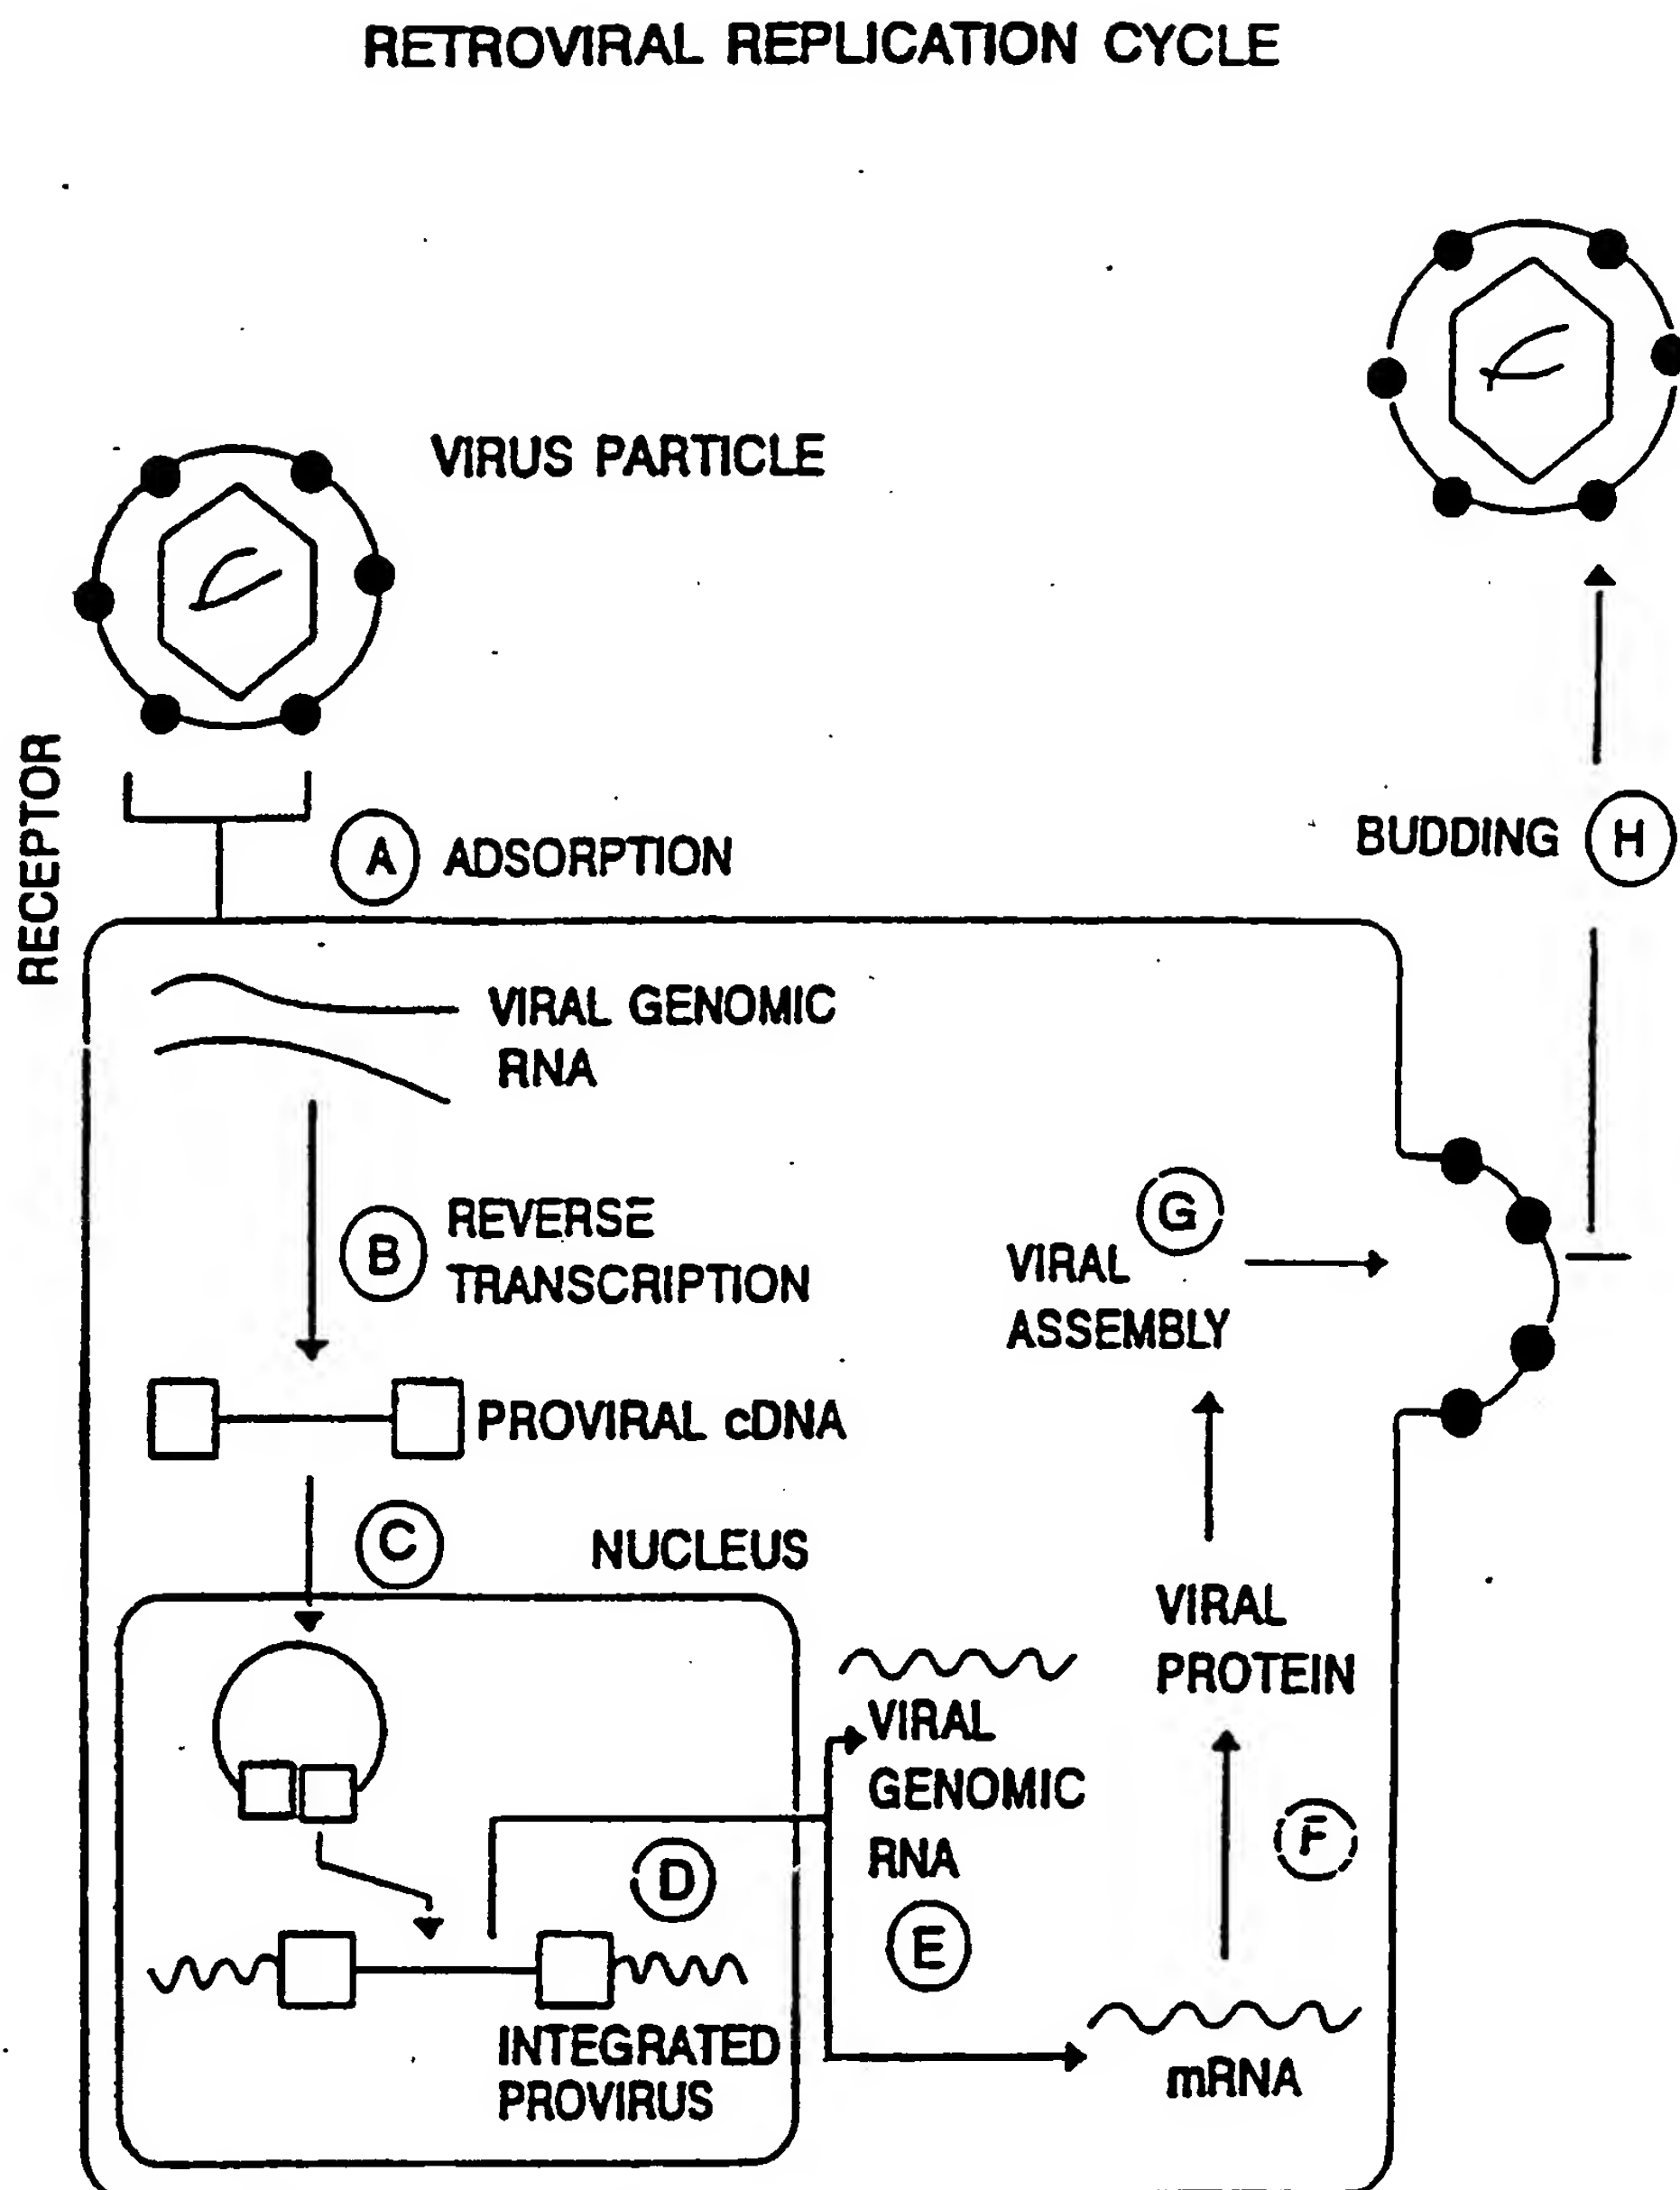 RETROVIRAL REPLICATION CYCLE
VIRUS PARTICLE
RECEPTOR
A ADSORPTION
BUDDING H
VIRAL GENOMIC
RNA
B REVERSE
TRANSCRIPTION
G
VIRAL
ASSEMBLY
PROVIRAL cDNA
C
NUCLEUS
VIRAL
PROTEIN
VIRAL
GENOMIC
RNA
D
E
F
INTEGRATED
PROVIRUS
mRNA